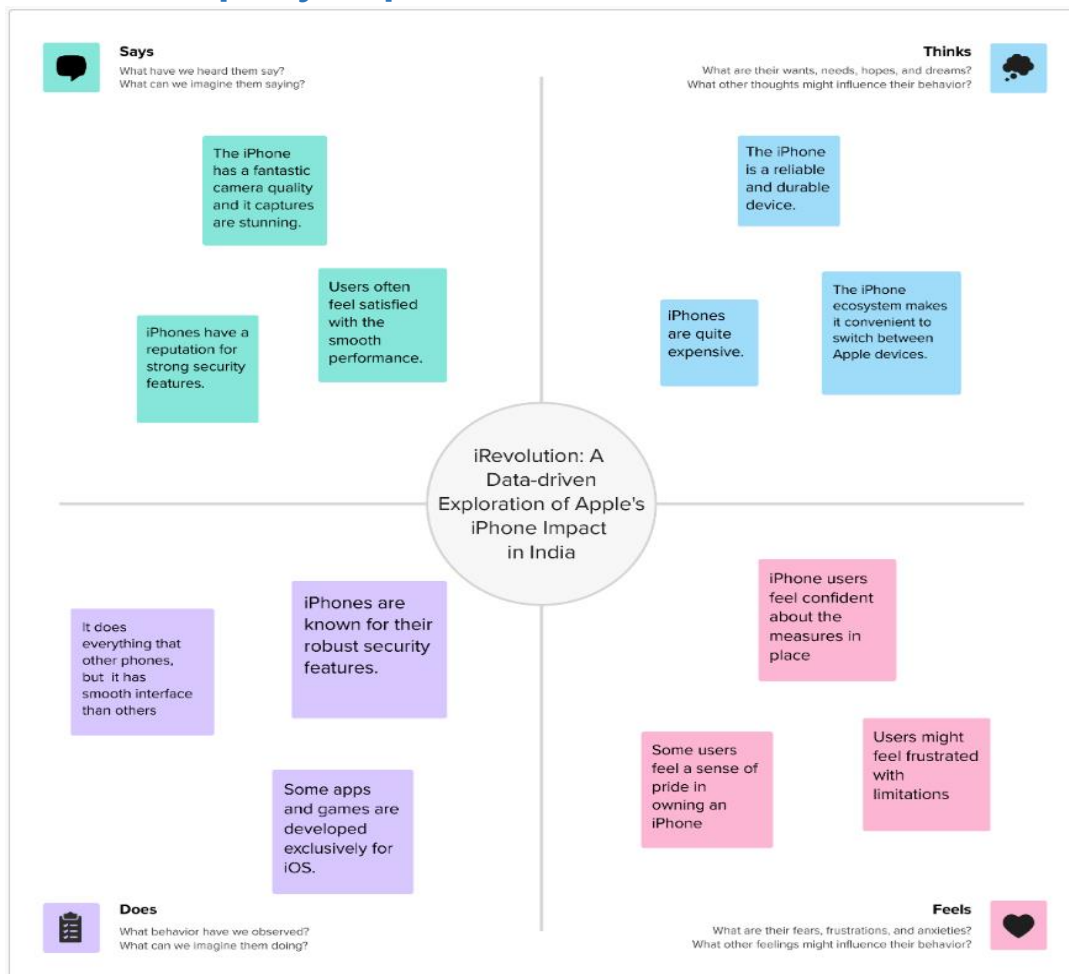 Says
What have we heard them say?
What can we imagine them saying?
Thinks
What are their wants, needs, hopes, and dreams?
What other thoughts might influence their behavior?
The iPhone
has a fantastic
camera quality
and it captures
are stunning.
Users often
feel satisfied
with the
smooth
performance.
iPhones have a
reputation for
strong security
features.
The iPhone
is a reliable
and durable
device.
iPhones
are quite
expensive.
The iPhone
ecosystem makes
it convenient to
switch between
Apple devices.
iRevolution: A
Data-driven
Exploration of Apple's
iPhone Impact
in India
It does
everything that
other phones,
but it has
smooth interface
than others
iPhones are
known for their
robust security
features.
Some apps
and games are
developed
exclusively for
iOS.
iPhone users
feel confident
about the
measures in
place
Some users
feel a sense of
pride in
owning an
iPhone
Users might
feel frustrated
with
limitations
Does
What behavior have we observed?
What can we imagine them doing?
Feels
What are their fears, frustrations, and anxieties?
What other feelings might influence their behavior?